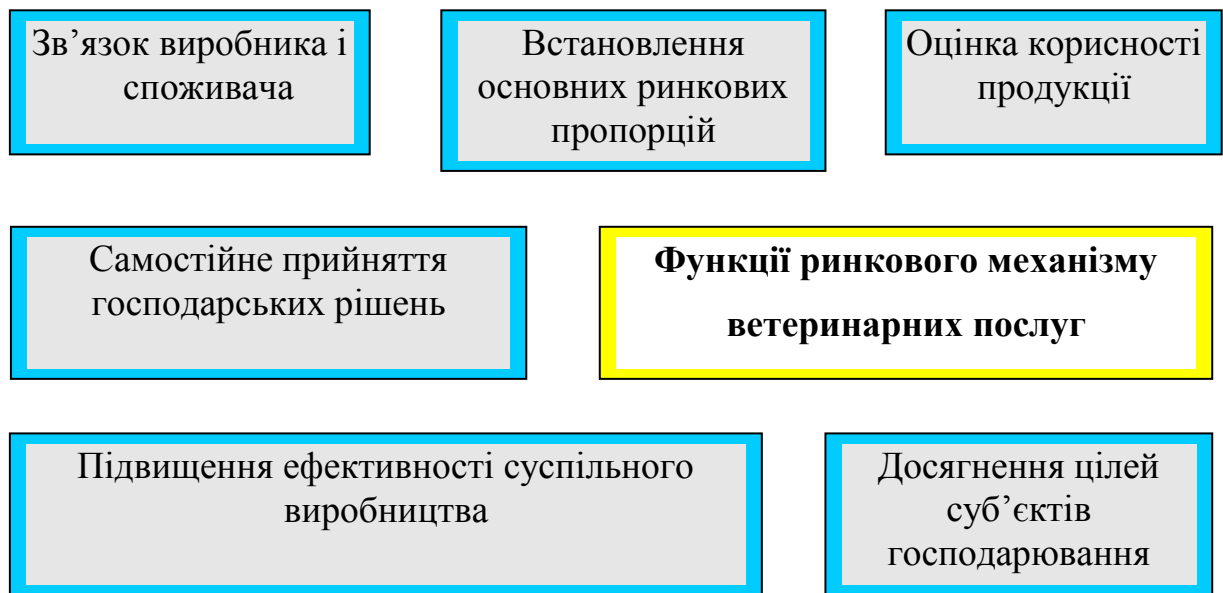 Зв’язок виробника і
споживача
Встановлення
основних ринкових
пропорцій
Оцінка корисності
продукції
Самостійне прийняття
господарських рішень
Функції ринкового механізму
ветеринарних послуг
Підвищення ефективності суспільного
виробництва
Досягнення цілей
суб’єктів
господарювання